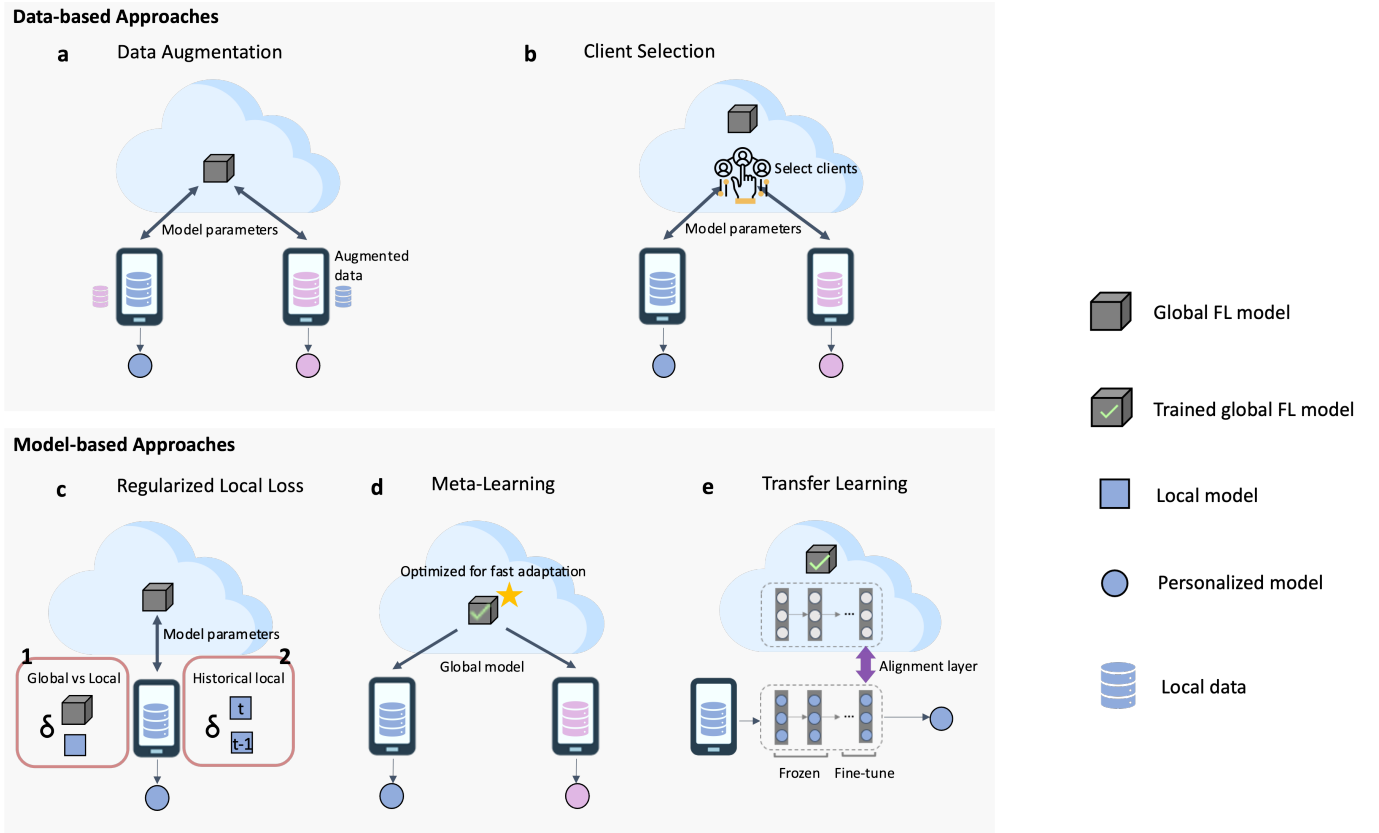 Data-based Approaches
a Data Augmentation
Model parameters
Augmented
data
b Client Selection
Select clients
Model parameters
Model-based Approaches
c Regularized Local Loss
Model parameters
1
Global vs Local
δ
2
Historical local
δ
t
t-1
d Meta-Learning
Optimized for fast adaptation
Global model
e Transfer Learning
...
Alignment layer
...
Frozen
Fine-tune
Global FL model
Trained global FL model
Local model
Personalized model
Local data